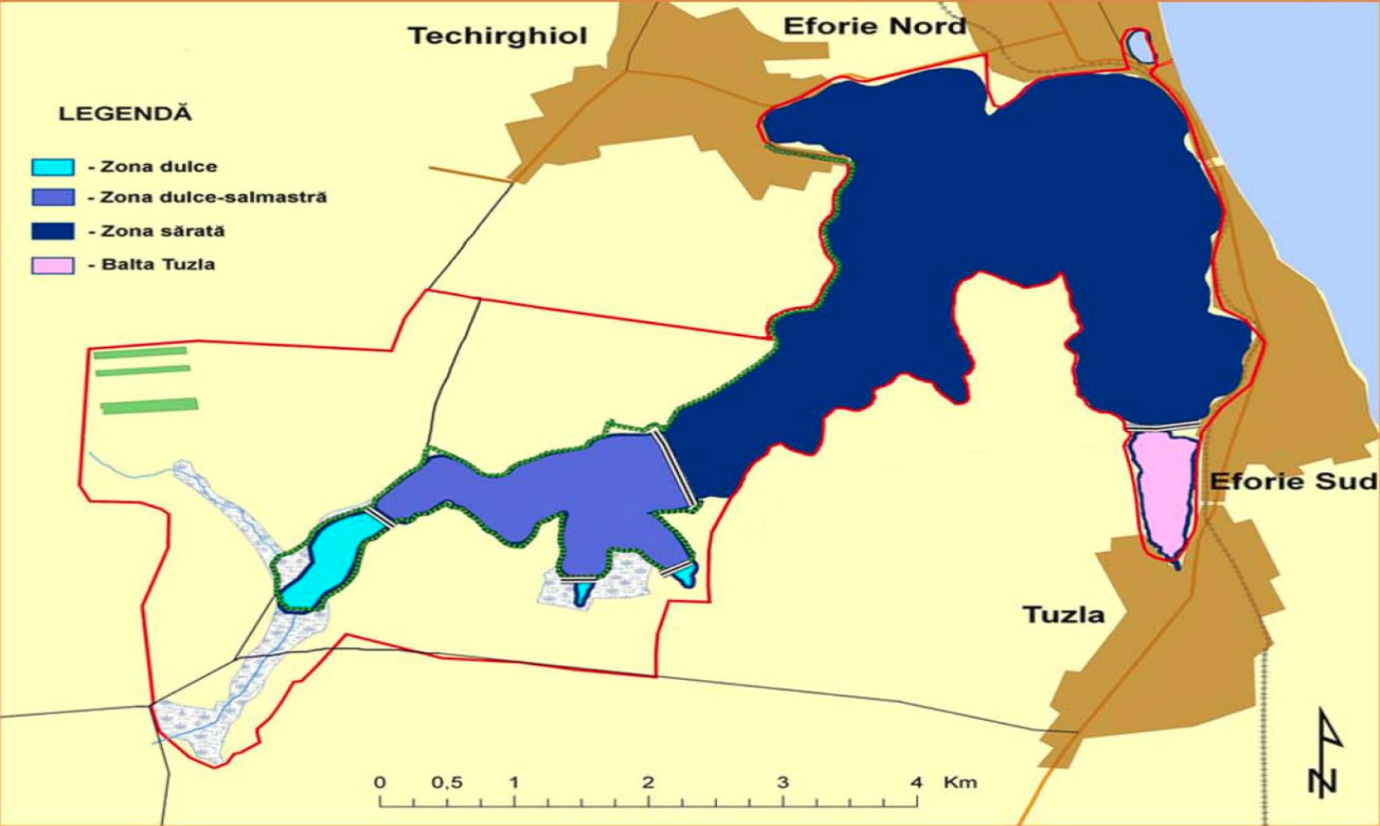 Techirghiol
Eforie Nord
LEGENDĂ
- Zona dulce
- Zona dulce-salmastră
- Zona sărată
- Balta Tuzla
Eforie Sud
Tuzla
0 0,5 1 2 3 4 Km
N